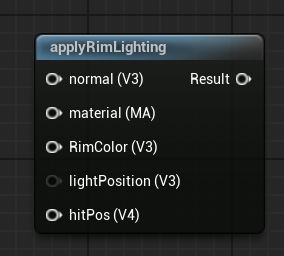 applyRimLighting
normal (V3) Result
material (MA)
RimColor (V3)
lightPosition (V3)
hitPos (V4)